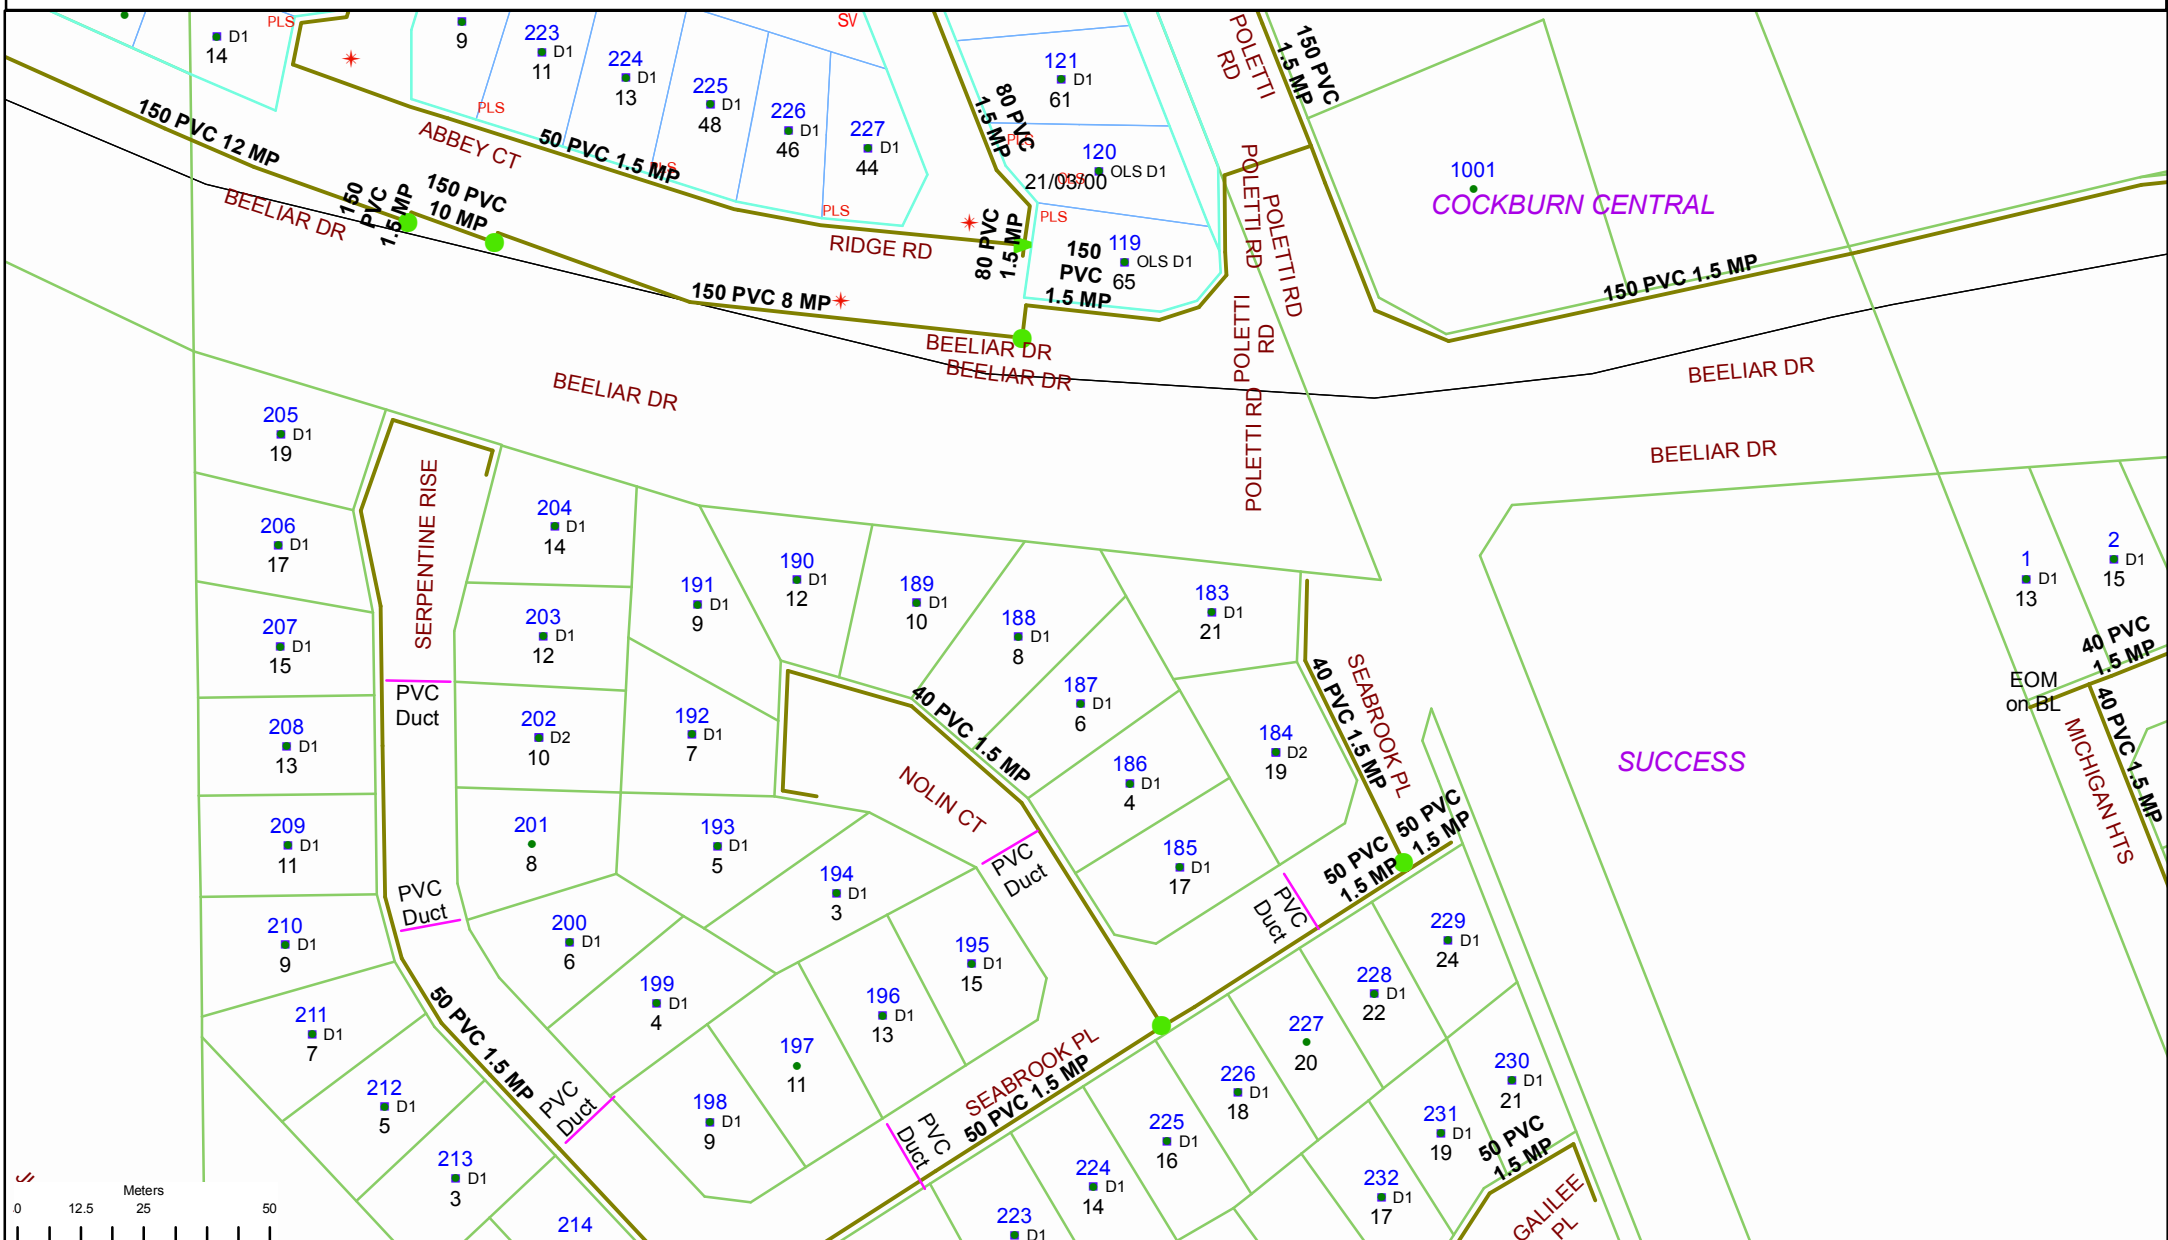 PLS
D1
14
9
223
D1
11
224
D1
13
225
D1
48
226
D1
46
227
D1
44
PLS
PLS
PLS
SV
121
D1
61
120
OLS D1
21/03/00
OLS
PLS
PLS
119
OLS D1
65
150 PVC 12 MP
ABBEY CT
50 PVC 1.5 MP
80 PVC
1.5 MP
POLETTI
RD
150 PVC
1.5 MP
1001
COCKBURN CENTRAL
BEELIAR DR
150
PVC
1.5 MP
150 PVC
10 MP
RIDGE RD
80 PVC
1.5 MP
150
PVC
1.5 MP
POLETTI RD
POLETTI RD
150 PVC 8 MP
150 PVC 1.5 MP
POLETTI
RD
BEELIAR DR
BEELIAR DR
BEELIAR DR
BEELIAR DR
POLETTI RD
POLETTI RD
BEELIAR DR
205
D1
19
206
D1
17
207
D1
15
208
D1
13
209
D1
11
210
D1
9
211
D1
7
212
D1
5
213
D1
3
214
SERPENTINE RISE
PVC
Duct
PVC
Duct
50 PVC 1.5 MP
PVC
Duct
204
D1
14
203
D1
12
202
D2
10
201
8
200
D1
6
199
D1
4
198
D1
9
197
11
196
D1
13
195
D1
15
194
D1
3
193
D1
5
192
D1
7
191
D1
9
190
D1
12
189
D1
10
188
D1
8
187
D1
6
186
D1
4
185
D1
17
184
D2
19
183
D1
21
40 PVC 1.5 MP
NOLIN CT
PVC
Duct
40 PVC 1.5 MP
SEABROOK PL
50 PVC
1.5 MP
50 PVC
1.5 MP
PVC
Duct
SEABROOK PL
50 PVC 1.5 MP
PVC
Duct
229
D1
24
228
D1
22
227
20
226
D1
18
225
D1
16
224
D1
14
223
D1
230
D1
21
231
D1
19
232
D1
17
50 PVC
1.5 MP
GALILEE
PL
SUCCESS
1
D1
13
2
D1
15
40 PVC
1.5 MP
EOM
on BL
40 PVC 1.5 MP
MICHIGAN HTS
Meters
0 12.5 25 50